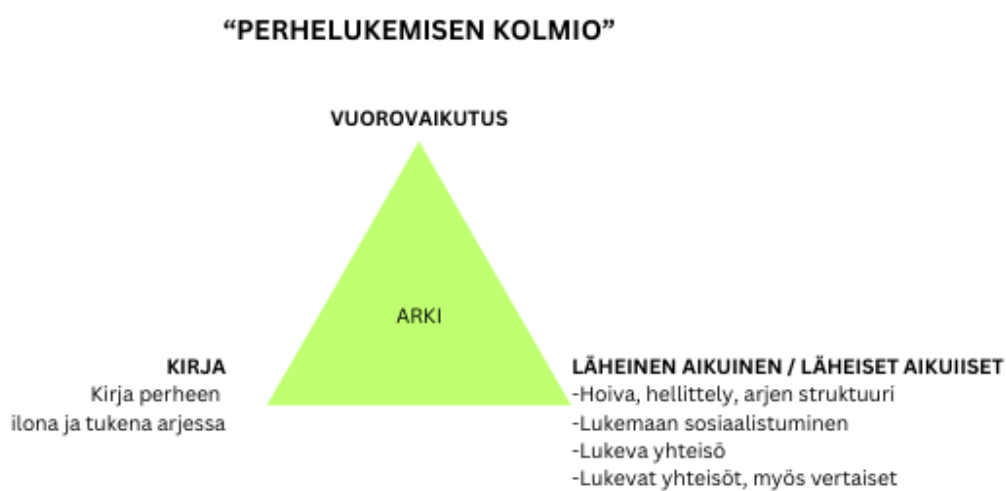 “PERHELUKEMISEN KOLMIO”
VUOROVAIKUTUS
ARKI
KIRJA
Kirja perheen
ilona ja tukena arjessa
LÄHEINEN AIKUINEN / LÄHEISET AIKUIISET
-Hoiva, hellittely, arjen struktuuri
-Lukemaan sosiaalistuminen
-Lukeva yhteisö
-Lukevat yhteisöt, myös vertaiset